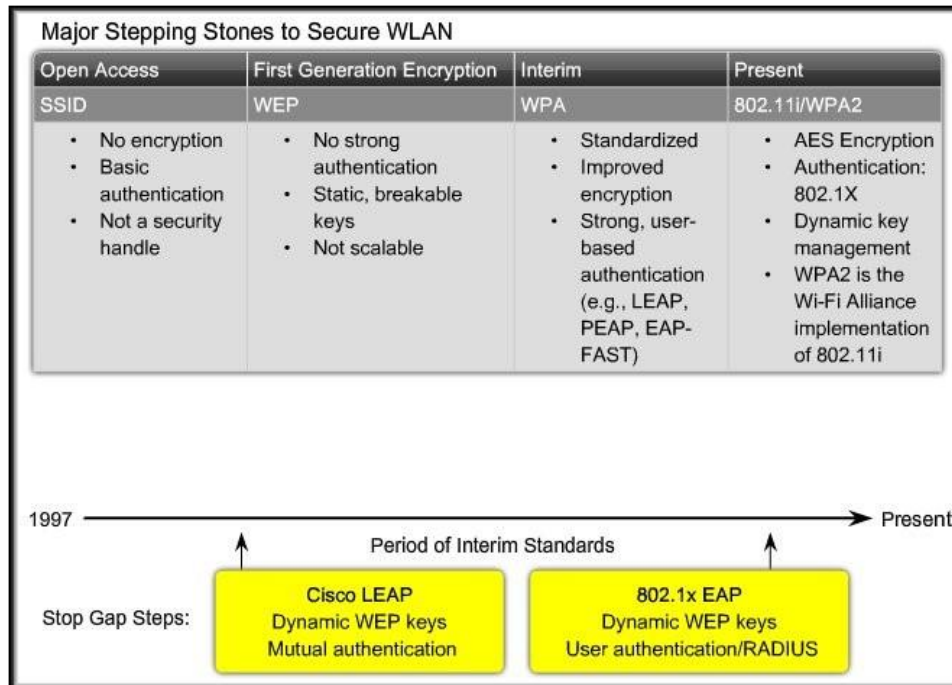 Major Stepping Stones to Secure WLAN
Open Access
SSID
• No encryption
• Basic
authentication
• Not a security
handle
First Generation Encryption
WEP
• No strong
authentication
• Static, breakable
keys
• Not scalable
Interim
WPA
• Standardized
• Improved
encryption
• Strong, user-
based
authentication
(e.g., LEAP,
PEAP, EAP-
FAST)
Present
802.11i/WPA2
• AES Encryption
• Authentication:
802.1X
• Dynamic key
management
• WPA2 is the
Wi-Fi Alliance
implementation
of 802.11i
1997
Present
Period of Interim Standards
Stop Gap Steps:
Cisco LEAP
Dynamic WEP keys
Mutual authentication
802.1x EAP
Dynamic WEP keys
User authentication/RADIUS